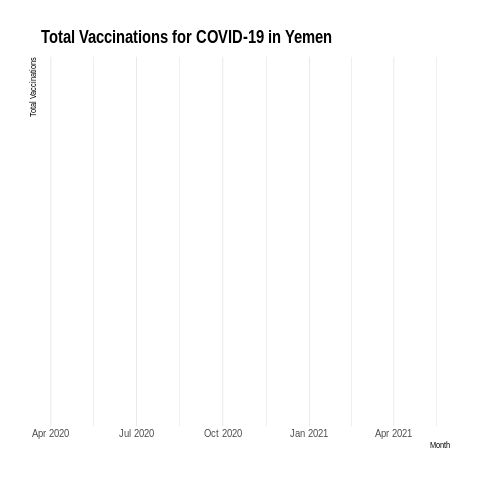 Total Vaccinations for COVID-19 in Yemen
Total Vaccinations
Apr 2020 Jul 2020 Oct 2020 Jan 2021 Apr 2021
Month